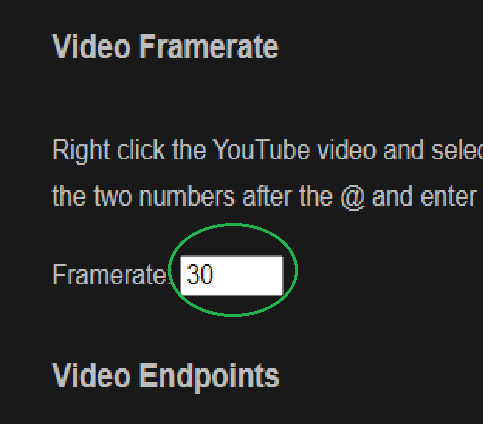 Video Framerate
Right click the YouTube video and selec
the two numbers after the @ and enter
Framerate: 30
Video Endpoints